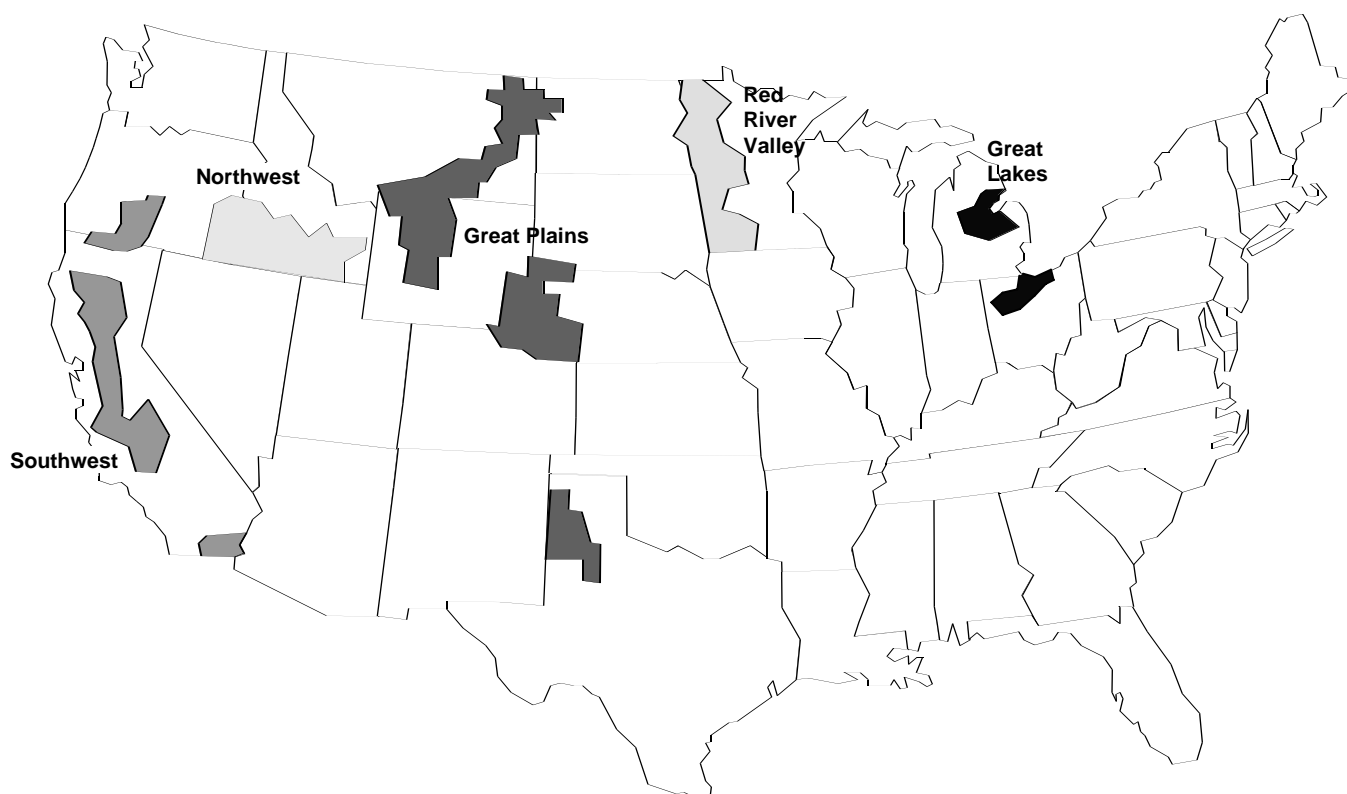 Red
River
Valley
Great
Lakes
Northwest
Great Plains
Southwest